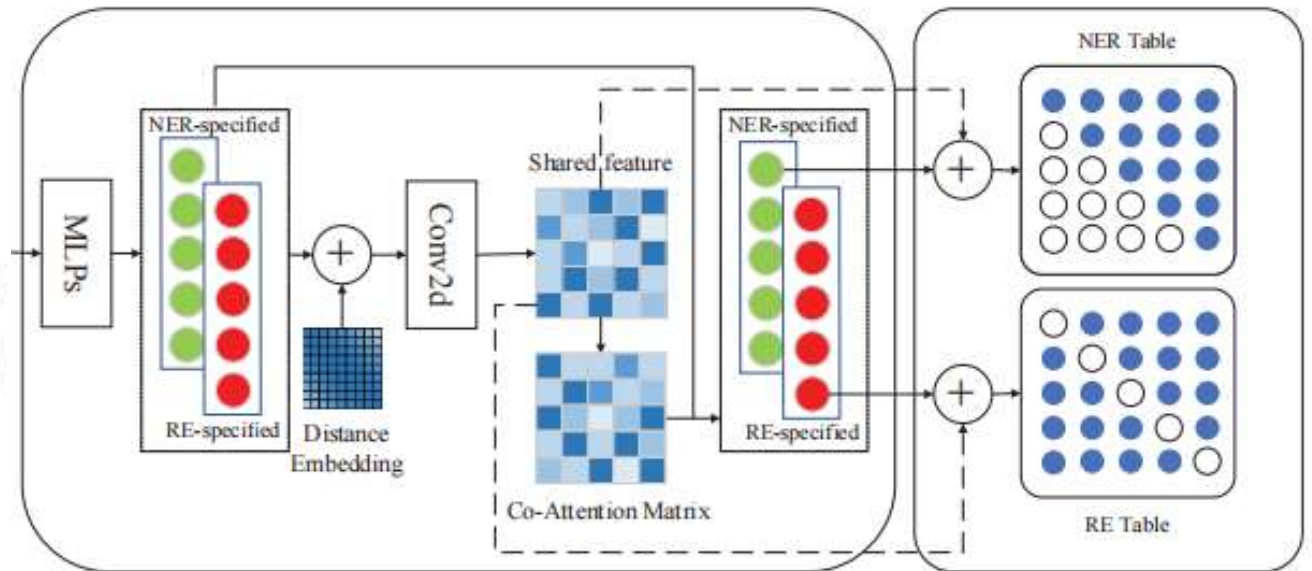 NER Table
NER-specified
NER-specified
Shared feature
MLPs
Conv2d
RE-specified
RE-specified
Distance
Embedding
Co-Attention Matrix
RE Table